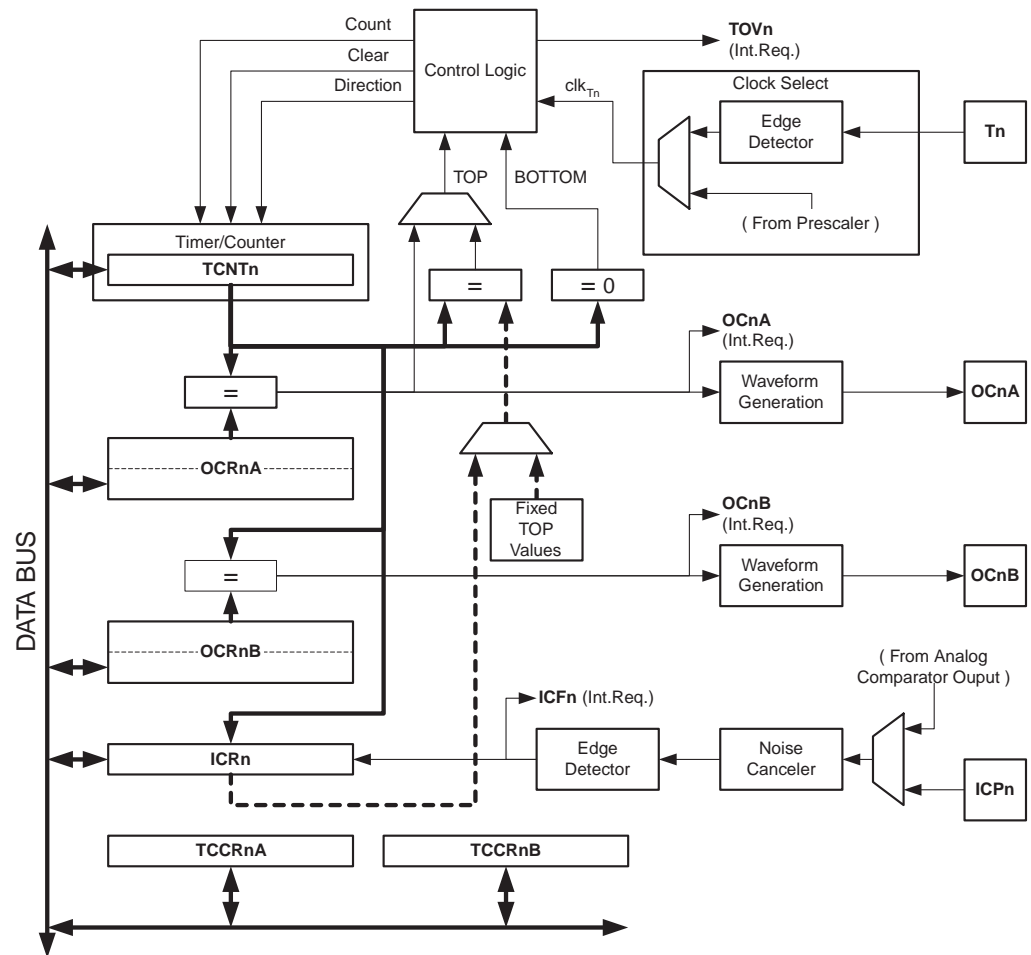 Count
Clear
Direction
Control Logic
TOVn
(Int.Req.)
clkTn
Clock Select
Edge
Detector
Tn
( From Prescaler )
TOP
BOTTOM
Timer/Counter
TCNTn
=
= 0
OCnA
(Int.Req.)
=
Waveform
Generation
OCnA
OCRnA
Fixed
TOP
Values
OCnB
(Int.Req.)
=
Waveform
Generation
OCnB
DATA BUS
OCRnB
( From Analog
Comparator Ouput )
ICFn (Int.Req.)
ICRn
Edge
Detector
Noise
Canceler
ICPn
TCCRnA
TCCRnB